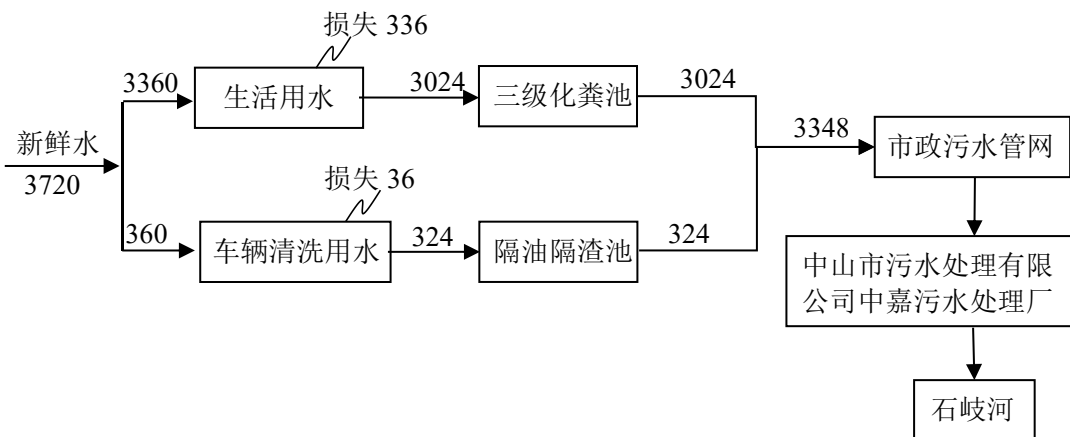 损失 336
3360
生活用水
3024
三级化粪池
3024
新鲜水
3720
3348
市政污水管网
损失 36
360
车辆清洗用水
324
隔油隔渣池
324
中山市污水处理有限
公司中嘉污水处理厂
石岐河